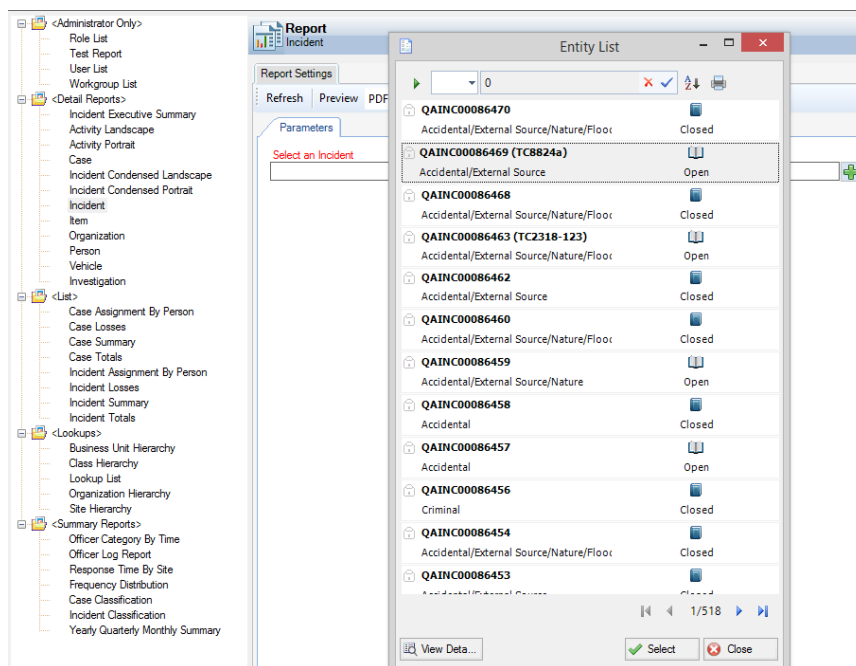 <Administrator Only>
Role List
Test Report
User List
Workgroup List
<Detail Reports>
Incident Executive Summary
Activity Landscape
Activity Portrait
Case
Incident Condensed Landscape
Incident Condensed Portrait
Incident
Item
Organization
Person
Vehicle
Investigation
<List>
Case Assignment By Person
Case Losses
Case Summary
Case Totals
Incident Assignment By Person
Incident Losses
Incident Summary
Incident Totals
<Lookups>
Business Unit Hierarchy
Class Hierarchy
Lookup List
Organization Hierarchy
Site Hierarchy
<Summary Reports>
Officer Category By Time
Officer Log Report
Response Time By Site
Frequency Distribution
Case Classification
Incident Classification
Yearly Quarterly Monthly Summary
Report
Incident
Report Settings
Refresh Preview PDF
Parameters
Select an Incident
Entity List
0
QAINC00086470
Accidental/External Source/Nature/Flood Closed
QAINC00086469 (TC8824a)
Accidental/External Source Open
QAINC00086468
Accidental/External Source/Nature/Flood Closed
QAINC00086463 (TC2318-123)
Accidental/External Source/Nature/Flood Open
QAINC00086462
Accidental/External Source Closed
QAINC00086460
Accidental/External Source/Nature/Flood Closed
QAINC00086459
Accidental/External Source/Nature Open
QAINC00086458
Accidental Closed
QAINC00086457
Accidental Open
QAINC00086456
Criminal Closed
QAINC00086454
Accidental/External Source/Nature/Flood Closed
QAINC00086453
1/518
View Deta...
Select
Close